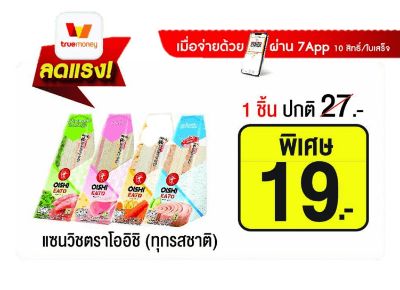 truemoney
ลดแรง!
เมื่อจ่ายด้วย ผ่าน 7App 10 สิทธิ์/ใบเสร็จ
1 ชิ้น ปกติ 27.-
พิเศษ
19.-
OISHI EATO
OISHI EATO
OISHI EATO
OISHI EATO
แซนวิชตราโออิชิ (ทุกรสชาติ)